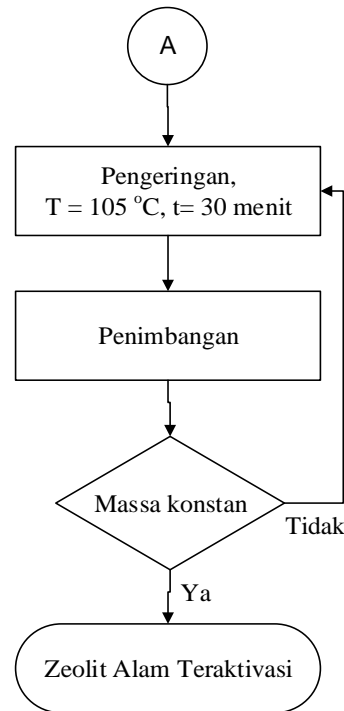 A
Pengeringan,
T = 105 °C, t= 30 menit
Penimbangan
Massa konstan
Tidak
Ya
Zeolit Alam Teraktivasi